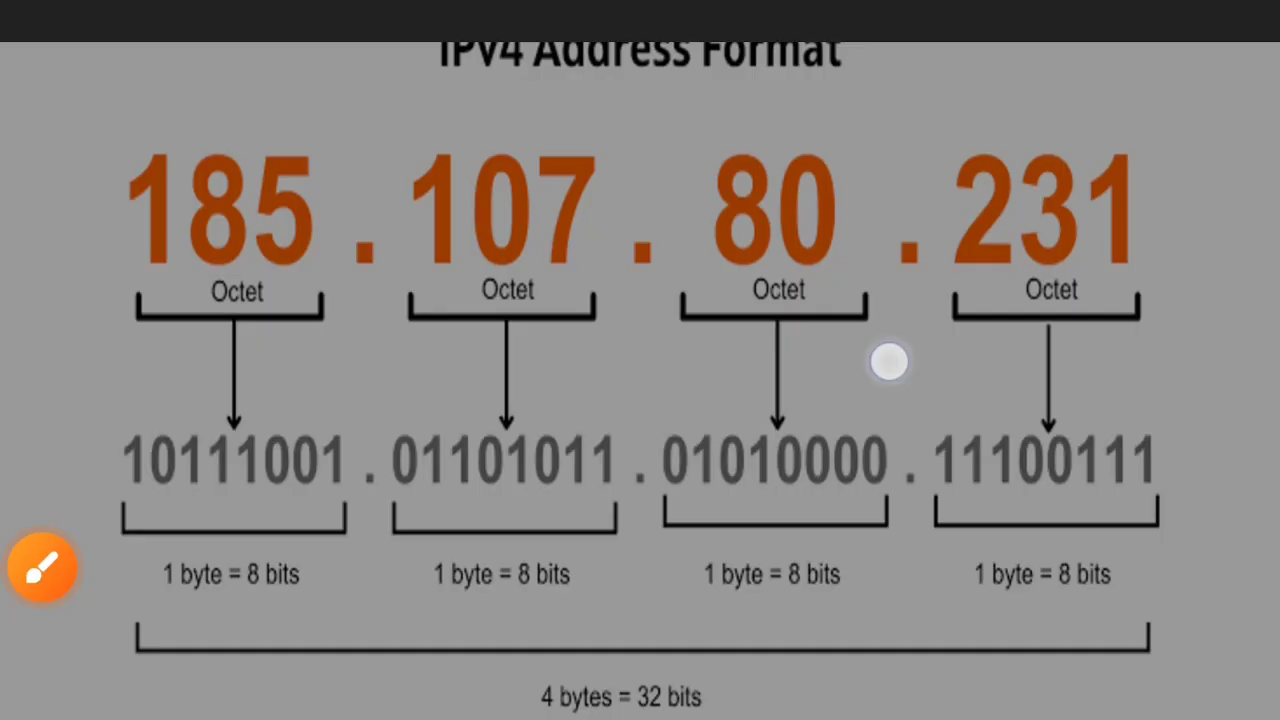 IPv4 Address Format
185 . 107 . 80 . 231
Octet Octet Octet Octet
10111001 . 01101011 . 01010000 . 11100111
1 byte = 8 bits 1 byte = 8 bits 1 byte = 8 bits 1 byte = 8 bits
4 bytes = 32 bits